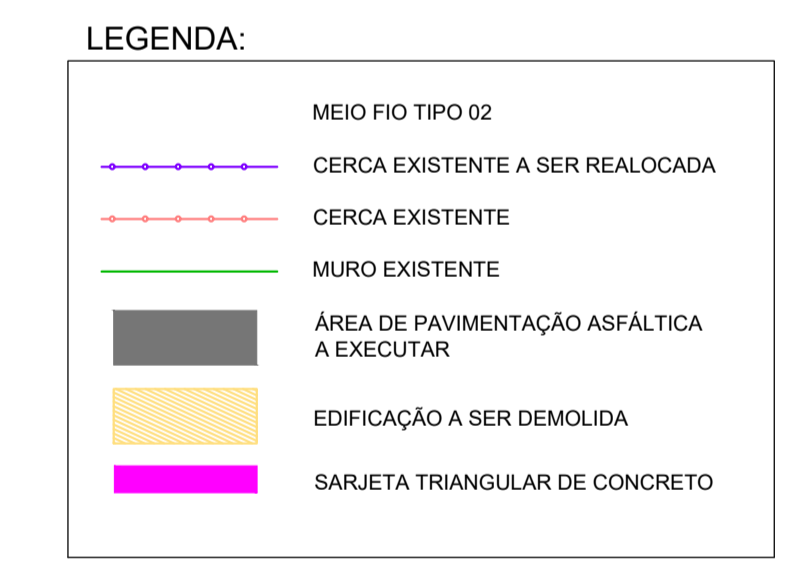 LEGENDA:
MEIO FIO TIPO 02
CERCA EXISTENTE A SER REALOCADA
CERCA EXISTENTE
MURO EXISTENTE
ÁREA DE PAVIMENTAÇÃO ASFÁLTICA
A EXECUTAR
EDIFICAÇÃO A SER DEMOLIDA
SARJETA TRIANGULAR DE CONCRETO